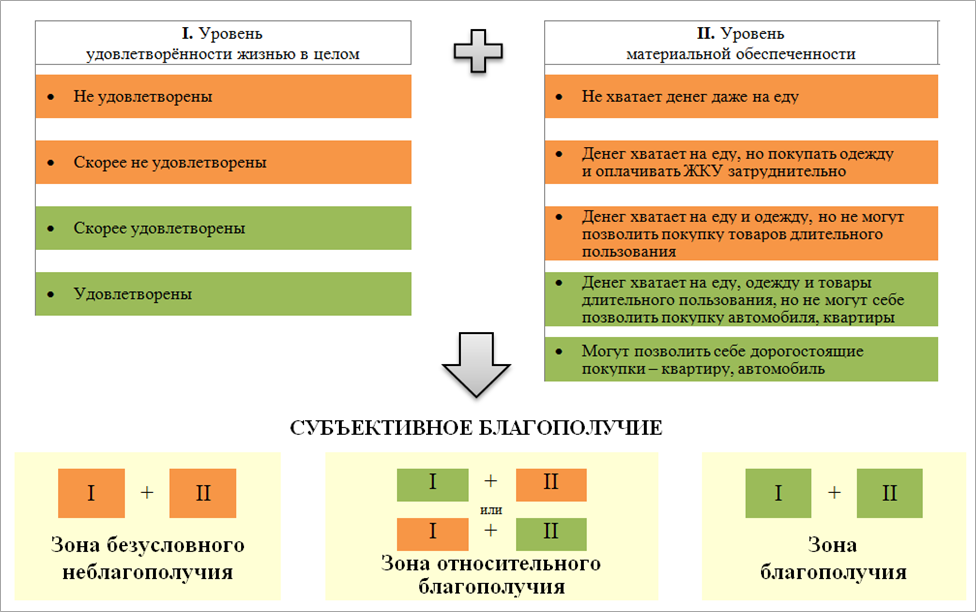 I. Уровень
удовлетворённости жизнью в целом
• Не удовлетворены
• Скорее не удовлетворены
• Скорее удовлетворены
• Удовлетворены
II. Уровень
материальной обеспеченности
• Не хватает денег даже на еду
• Денег хватает на еду, но покупать одежду
и оплачивать ЖКУ затруднительно
• Денег хватает на еду и одежду, но не могут
позволить покупку товаров длительного
пользования
• Денег хватает на еду, одежду и товары
длительного пользования, но не могут себе
позволить покупку автомобиля, квартиры
• Могут позволить себе дорогостоящие
покупки – квартиру, автомобиль
СУБЪЕКТИВНОЕ БЛАГОПОЛУЧИЕ
I + II
Зона безусловного
неблагополучия
I + II
или
I + II
Зона относительного
благополучия
I + II
Зона
благополучия